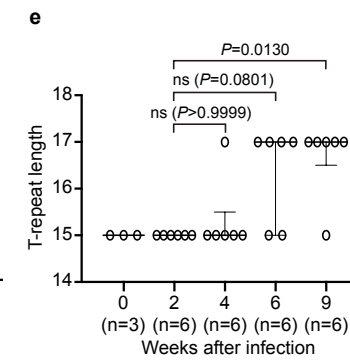 e
P=0.0130
ns (P=0.0801)
ns (P>0.9999)
T-repeat length
18
17
16
15
14
0 2 4 6 9
(n=3) (n=6) (n=6) (n=6) (n=6)
Weeks after infection